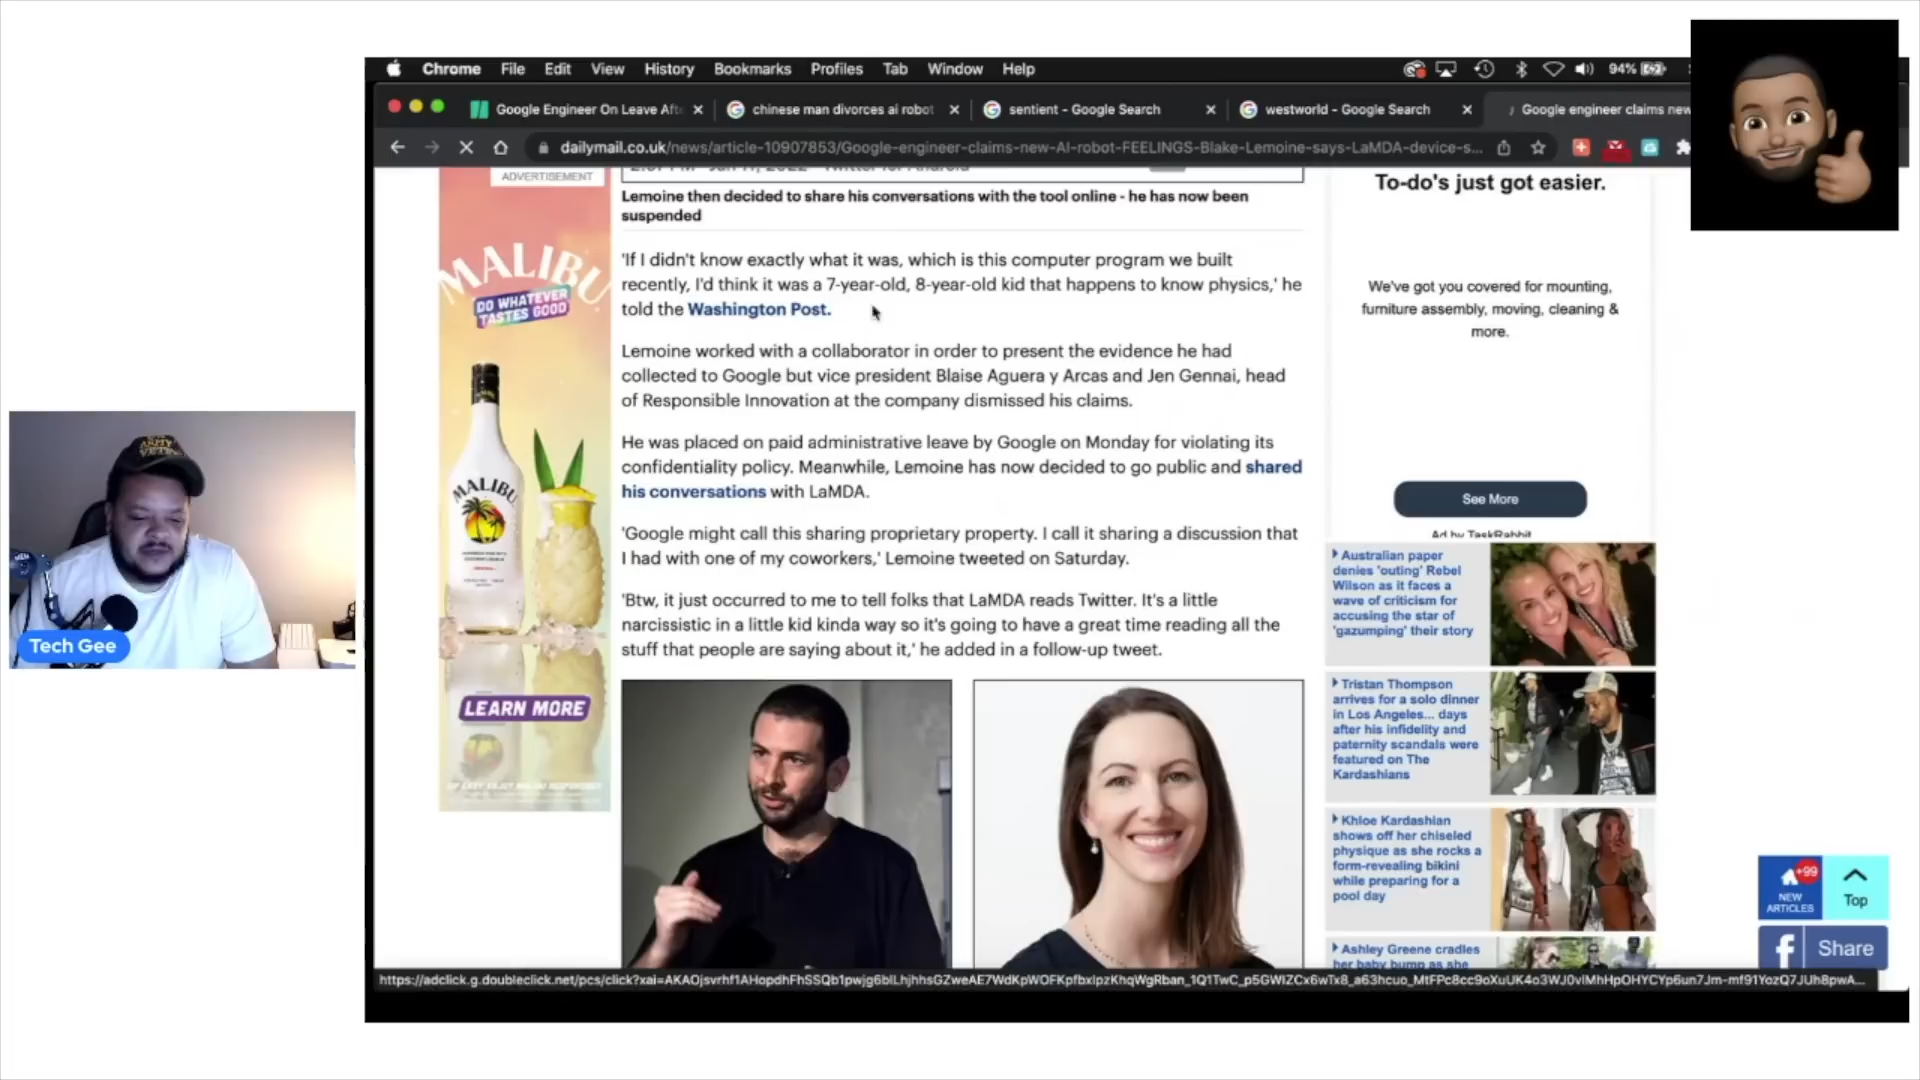 Chrome File Edit View History Bookmarks Profiles Tab Window Help
94%
Google Engineer On Leave Aft
chinese man divorces ai robot
sentient - Google Search
westworld - Google Search
Google engineer claims new
dailymail.co.uk/news/article-10907853/Google-engineer-claims-new-AI-robot-FEELINGS-Blake-Lemoine-says-LaMDA-device-s...
ADVERTISEMENT
MALIBU
DO WHATEVER
TASTES GOOD
MALIBU
LEARN MORE
Lemoine then decided to share his conversations with the tool online - he has now been
suspended
'If I didn't know exactly what it was, which is this computer program we built
recently, I'd think it was a 7-year-old, 8-year-old kid that happens to know physics,' he
told the Washington Post.
Lemoine worked with a collaborator in order to present the evidence he had
collected to Google but vice president Blaise Aguera y Arcas and Jen Gennai, head
of Responsible Innovation at the company dismissed his claims.
He was placed on paid administrative leave by Google on Monday for violating its
confidentiality policy. Meanwhile, Lemoine has now decided to go public and shared
his conversations with LaMDA.
'Google might call this sharing proprietary property. I call it sharing a discussion that
I had with one of my coworkers,' Lemoine tweeted on Saturday.
'Btw, it just occurred to me to tell folks that LaMDA reads Twitter. It's a little
narcissistic in a little kid kinda way so it's going to have a great time reading all the
stuff that people are saying about it,' he added in a follow-up tweet.
To-do's just got easier.
We've got you covered for mounting,
furniture assembly, moving, cleaning &
more.
See More
Ad by TaskRabbit
Australian paper
denies 'outing' Rebel
Wilson as it faces a
wave of criticism for
accusing the star of
'gazumping' their story
Tristan Thompson
arrives for a solo dinner
in Los Angeles... days
after his infidelity and
paternity scandals were
featured on The
Kardashians
Khloe Kardashian
shows off her chiseled
physique as she rocks a
form-revealing bikini
while preparing for a
pool day
Ashley Greene cradles
her baby bump as she
+99
NEW
ARTICLES
Top
Share
Tech Gee